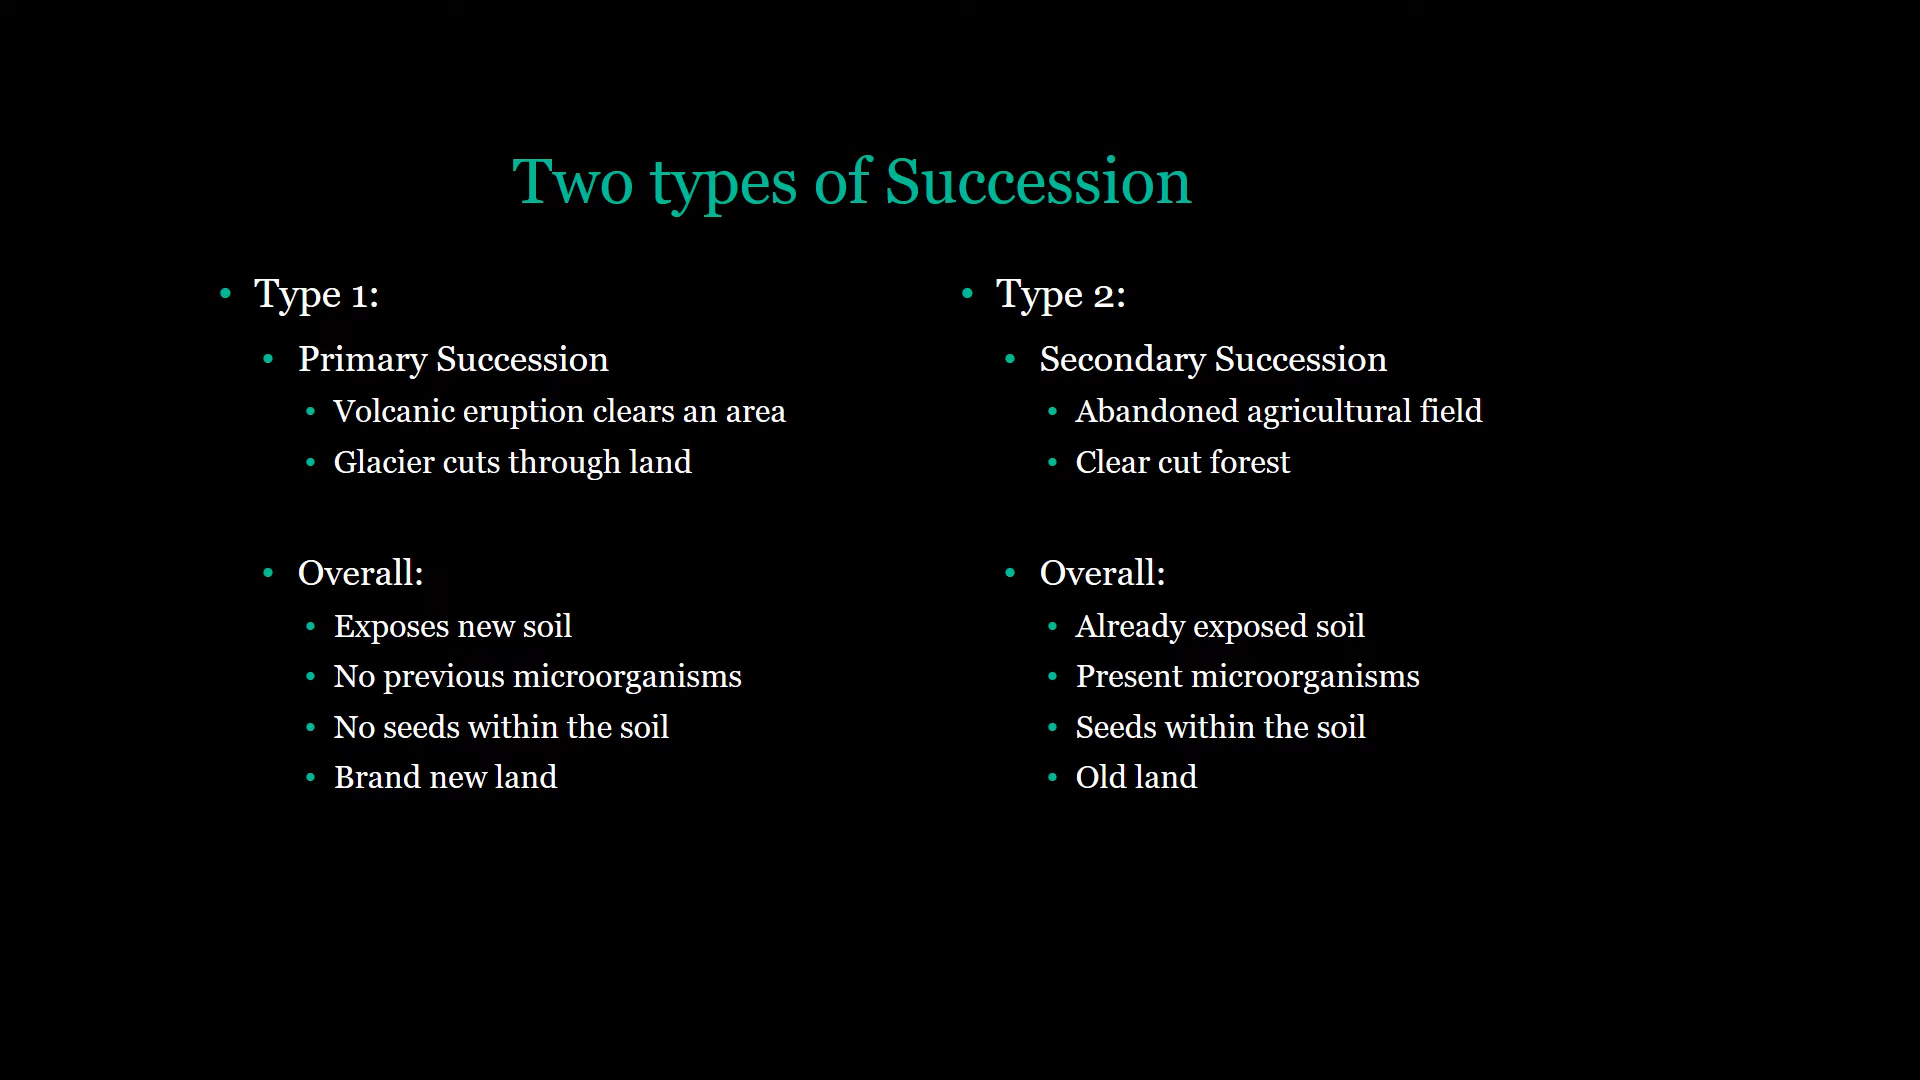 Two types of Succession
• Type 1:
• Primary Succession
• Volcanic eruption clears an area
• Glacier cuts through land
• Overall:
• Exposes new soil
• No previous microorganisms
• No seeds within the soil
• Brand new land
• Type 2:
• Secondary Succession
• Abandoned agricultural field
• Clear cut forest
• Overall:
• Already exposed soil
• Present microorganisms
• Seeds within the soil
• Old land